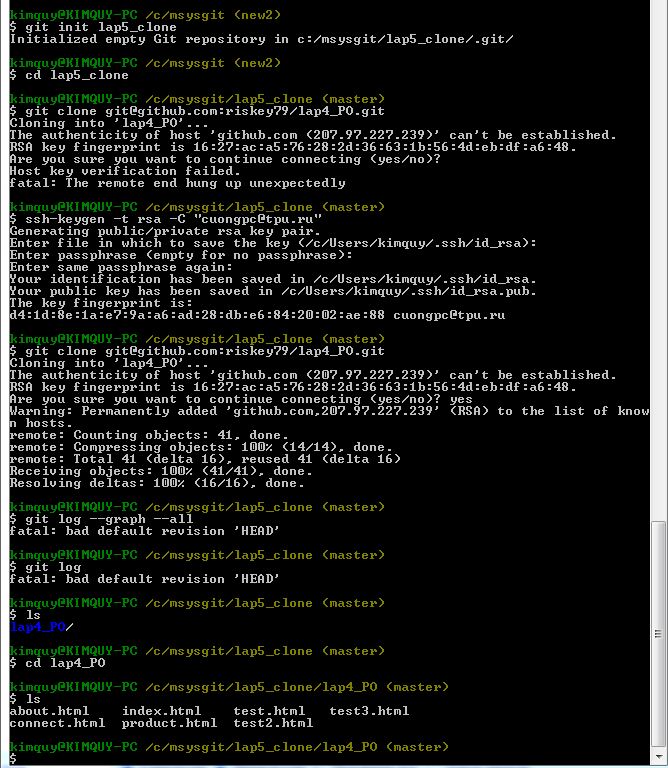 kimquy@KIMQUY-PC /c/msysgit (new2)
$ git init lap5_clone
Initialized empty Git repository in c:/msysgit/lap5_clone/.git/
kimquy@KIMQUY-PC /c/msysgit (new2)
$ cd lap5_clone
kimquy@KIMQUY-PC /c/msysgit/lap5_clone (master)
$ git clone git@github.com:riskey79/lap4_PO.git
Cloning into 'lap4_PO'...
The authenticity of host 'github.com (207.97.227.239)' can't be established.
RSA key fingerprint is 16:27:ac:a5:76:28:2d:36:63:1b:56:4d:eb:df:a6:48.
Are you sure you want to continue connecting (yes/no)?
Host key verification failed.
fatal: The remote end hung up unexpectedly
kimquy@KIMQUY-PC /c/msysgit/lap5_clone (master)
$ ssh-keygen -t rsa -C "cuongpc@tpu.ru"
Generating public/private rsa key pair.
Enter file in which to save the key (/c/Users/kimquy/.ssh/id_rsa):
Enter passphrase (empty for no passphrase):
Enter same passphrase again:
Your identification has been saved in /c/Users/kimquy/.ssh/id_rsa.
Your public key has been saved in /c/Users/kimquy/.ssh/id_rsa.pub.
The key fingerprint is:
d4:1d:8e:1a:e7:9a:a6:ad:28:db:e6:84:20:02:ae:88 cuongpc@tpu.ru
kimquy@KIMQUY-PC /c/msysgit/lap5_clone (master)
$ git clone git@github.com:riskey79/lap4_PO.git
Cloning into 'lap4_PO'...
The authenticity of host 'github.com (207.97.227.239)' can't be established.
RSA key fingerprint is 16:27:ac:a5:76:28:2d:36:63:1b:56:4d:eb:df:a6:48.
Are you sure you want to continue connecting (yes/no)? yes
Warning: Permanently added 'github.com,207.97.227.239' (RSA) to the list of know
n hosts.
remote: Counting objects: 41, done.
remote: Compressing objects: 100% (14/14), done.
remote: Total 41 (delta 16), reused 41 (delta 16)
Receiving objects: 100% (41/41), done.
Resolving deltas: 100% (16/16), done.
kimquy@KIMQUY-PC /c/msysgit/lap5_clone (master)
$ git log --graph --all
fatal: bad default revision 'HEAD'
kimquy@KIMQUY-PC /c/msysgit/lap5_clone (master)
$ git log
fatal: bad default revision 'HEAD'
kimquy@KIMQUY-PC /c/msysgit/lap5_clone (master)
$ ls
lap4_PO/
kimquy@KIMQUY-PC /c/msysgit/lap5_clone (master)
$ cd lap4_PO
kimquy@KIMQUY-PC /c/msysgit/lap5_clone/lap4_PO (master)
$ ls
about.html index.html test.html test3.html
connect.html product.html test2.html
kimquy@KIMQUY-PC /c/msysgit/lap5_clone/lap4_PO (master)
$